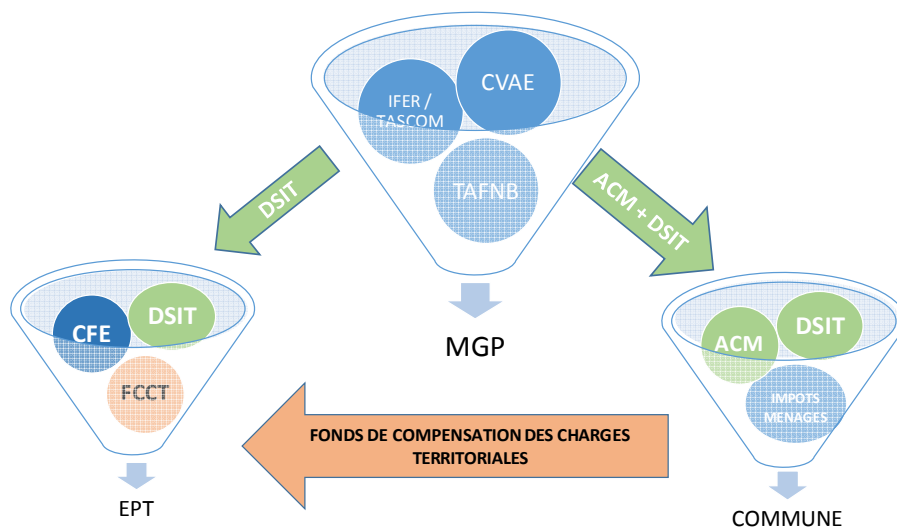 CVAE
IFER /
TASCOM
TAFNB
DSIT
ACM + DSIT
MGP
CFE
DSIT
FCCT
EPT
FONDS DE COMPENSATION DES CHARGES
TERRITORIALES
ACM
DSIT
IMPOTS
MENAGES
COMMUNE